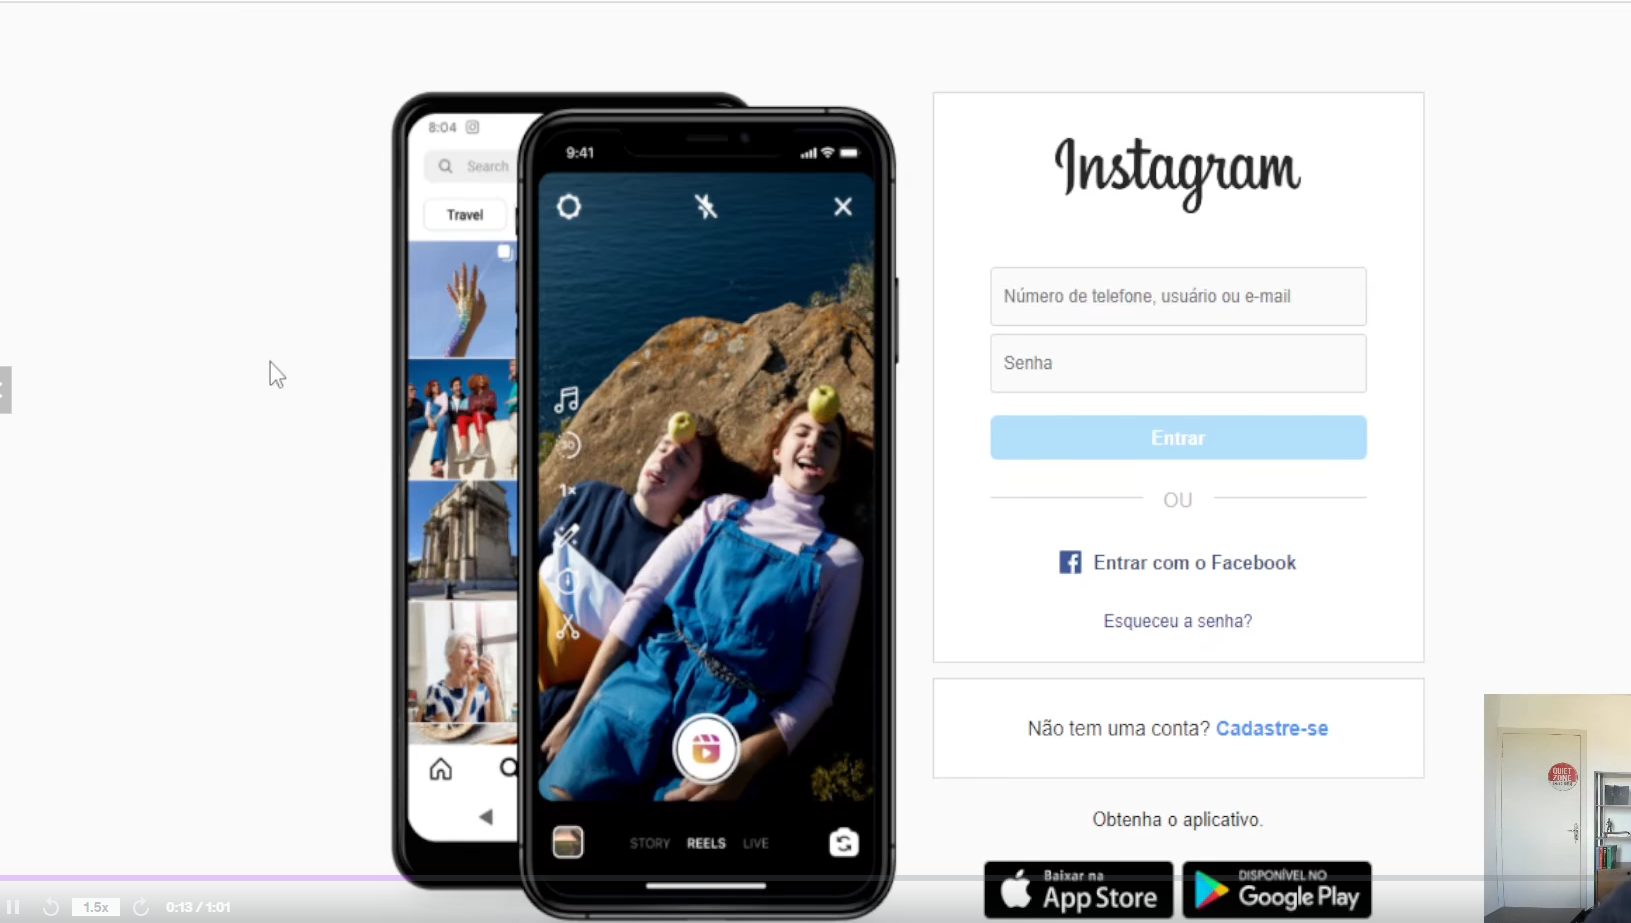 8:04
Search
Travel
9:41
1x
STORY REELS LIVE
Instagram
Número de telefone, usuário ou e-mail
Senha
Entrar
OU
Entrar com o Facebook
Esqueceu a senha?
Não tem uma conta? Cadastre-se
Obtenha o aplicativo.
Baixar na
App Store
DISPONÍVEL NO
Google Play
QUIET
ZONE
1.5x
0:13 / 1:01